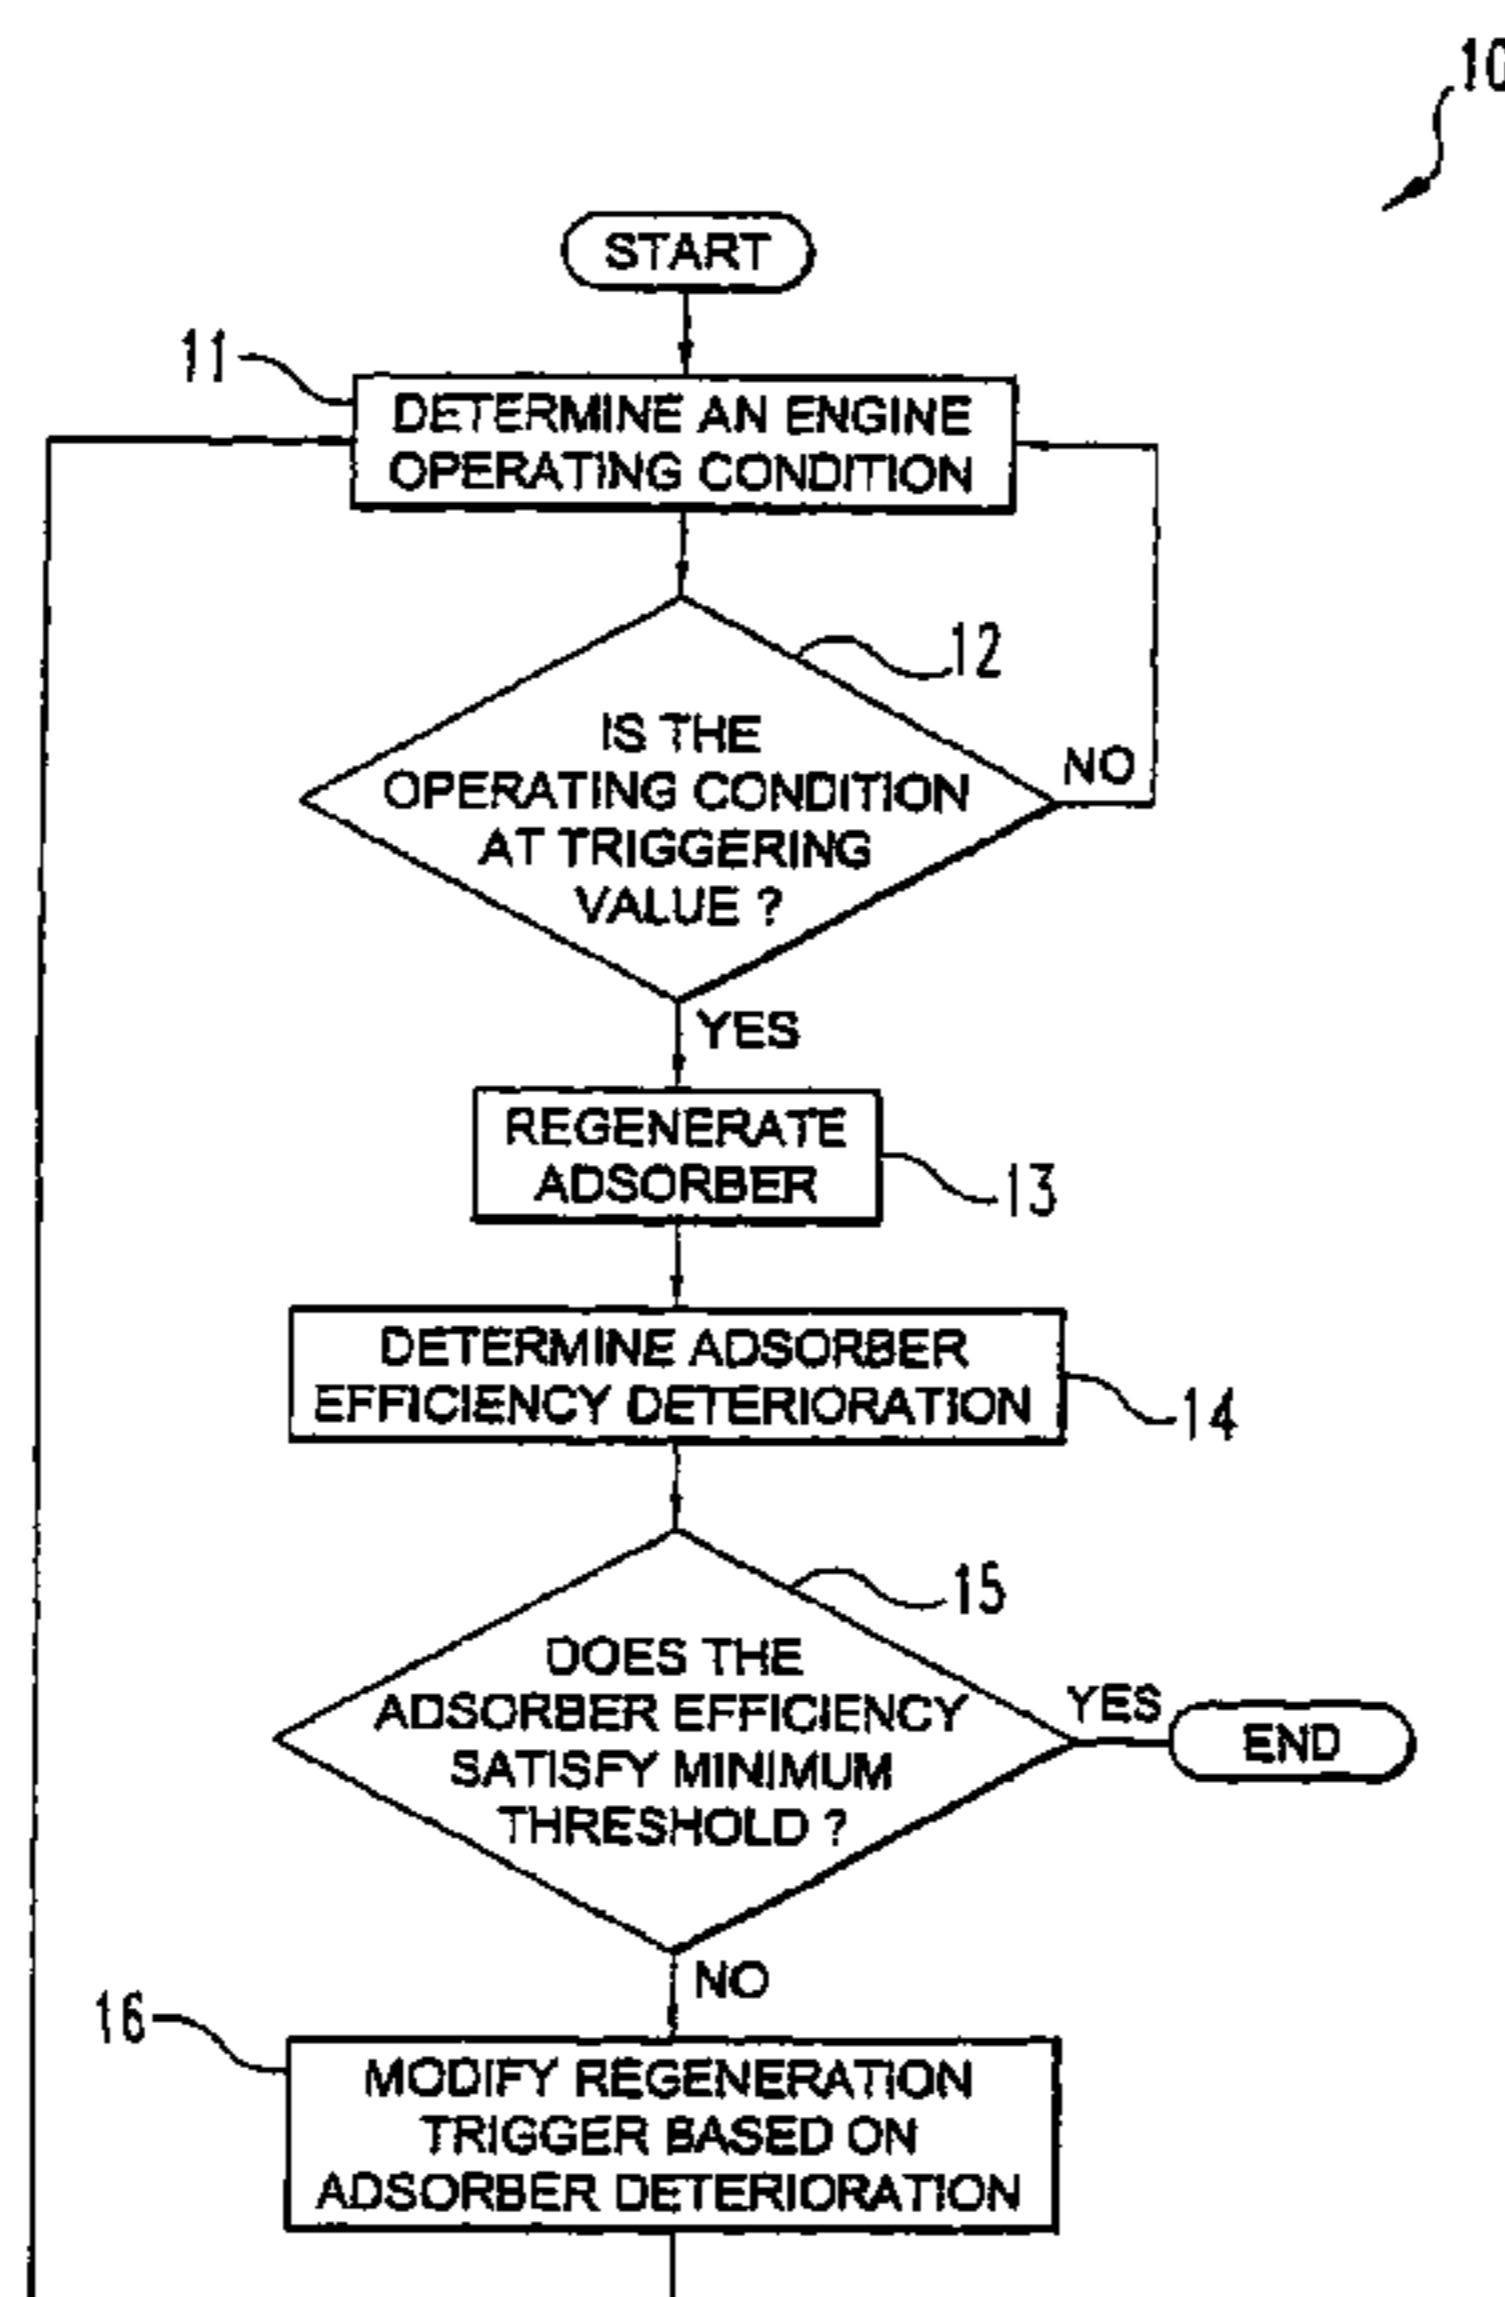 10
START
11
DETERMINE AN ENGINE
OPERATING CONDITION
12
IS THE
OPERATING CONDITION
AT TRIGGERING
VALUE ?
NO
YES
REGENERATE
ADSORBER
13
DETERMINE ADSORBER
EFFICIENCY DETERIORATION
14
15
DOES THE
ADSORBER EFFICIENCY
SATISFY MINIMUM
THRESHOLD ?
YES
END
NO
16
MODIFY REGENERATION
TRIGGER BASED ON
ADSORBER DETERIORATION